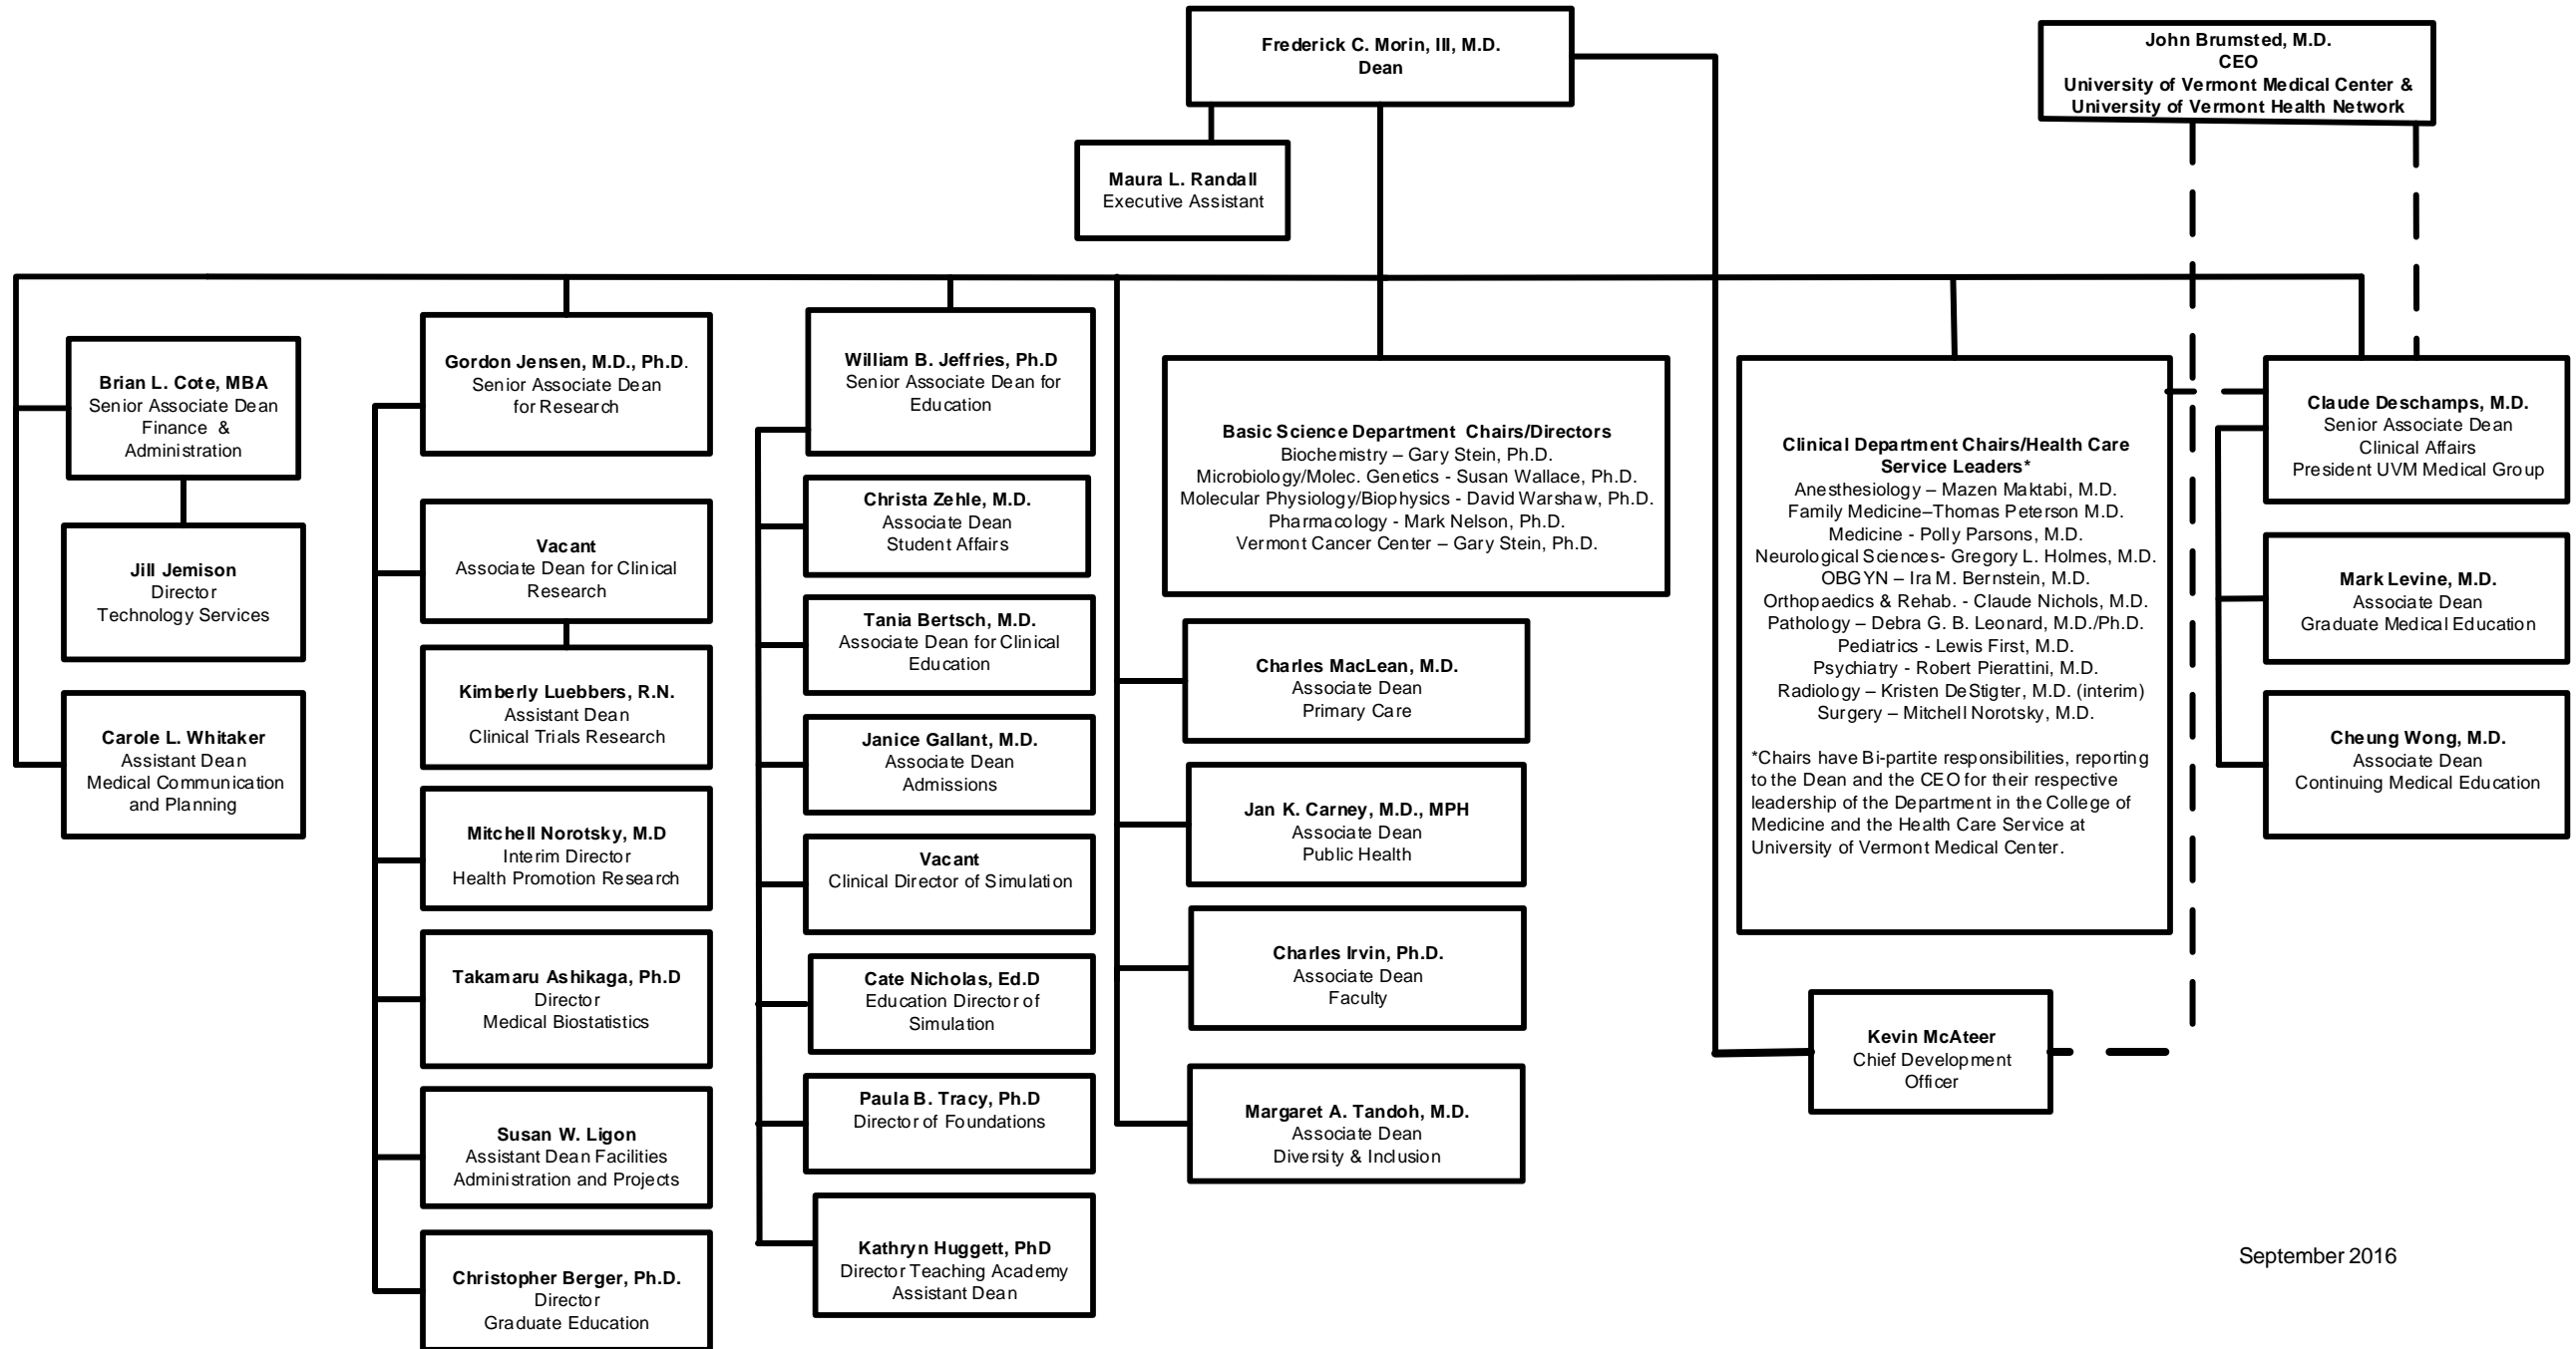 Frederick C. Morin, III, M.D.
Dean
John Brumsted, M.D.
CEO
University of Vermont Medical Center &
University of Vermont Health Network
Maura L. Randall
Executive Assistant
Brian L. Cote, MBA
Senior Associate Dean
Finance &
Administration
Jill Jemison
Director
Technology Services
Carole L. Whitaker
Assistant Dean
Medical Communication
and Planning
Gordon Jensen, M.D., Ph.D.
Senior Associate Dean
for Research
Vacant
Associate Dean for Clinical
Research
Kimberly Luebbers, R.N.
Assistant Dean
Clinical Trials Research
Mitchell Norotsky, M.D
Interim Director
Health Promotion Research
Takamaru Ashikaga, Ph.D
Director
Medical Biostatistics
Susan W. Ligon
Assistant Dean Facilities
Administration and Projects
Christopher Berger, Ph.D.
Director
Graduate Education
William B. Jeffries, Ph.D
Senior Associate Dean for
Education
Christa Zehle, M.D.
Associate Dean
Student Affairs
Tania Bertsch, M.D.
Associate Dean for Clinical
Education
Janice Gallant, M.D.
Associate Dean
Admissions
Vacant
Clinical Director of Simulation
Cate Nicholas, Ed.D
Education Director of
Simulation
Paula B. Tracy, Ph.D
Director of Foundations
Kathryn Huggett, PhD
Director Teaching Academy
Assistant Dean
Basic Science Department Chairs/Directors
Biochemistry – Gary Stein, Ph.D.
Microbiology/Molec. Genetics - Susan Wallace, Ph.D.
Molecular Physiology/Biophysics - David Warshaw, Ph.D.
Pharmacology - Mark Nelson, Ph.D.
Vermont Cancer Center – Gary Stein, Ph.D.
Charles MacLean, M.D.
Associate Dean
Primary Care
Jan K. Carney, M.D., MPH
Associate Dean
Public Health
Charles Irvin, Ph.D.
Associate Dean
Faculty
Margaret A. Tandoh, M.D.
Associate Dean
Diversity & Inclusion
Clinical Department Chairs/Health Care
Service Leaders*
Anesthesiology – Mazen Maktabi, M.D.
Family Medicine–Thomas Peterson M.D.
Medicine - Polly Parsons, M.D.
Neurological Sciences- Gregory L. Holmes, M.D.
OBGYN – Ira M. Bernstein, M.D.
Orthopaedics & Rehab. - Claude Nichols, M.D.
Pathology – Debra G. B. Leonard, M.D./Ph.D.
Pediatrics - Lewis First, M.D.
Psychiatry - Robert Pierattini, M.D.
Radiology – Kristen DeStigter, M.D. (interim)
Surgery – Mitchell Norotsky, M.D.
*Chairs have Bi-partite responsibilities, reporting
to the Dean and the CEO for their respective
leadership of the Department in the College of
Medicine and the Health Care Service at
University of Vermont Medical Center.
Kevin McAteer
Chief Development
Officer
Claude Deschamps, M.D.
Senior Associate Dean
Clinical Affairs
President UVM Medical Group
Mark Levine, M.D.
Associate Dean
Graduate Medical Education
Cheung Wong, M.D.
Associate Dean
Continuing Medical Education
September 2016